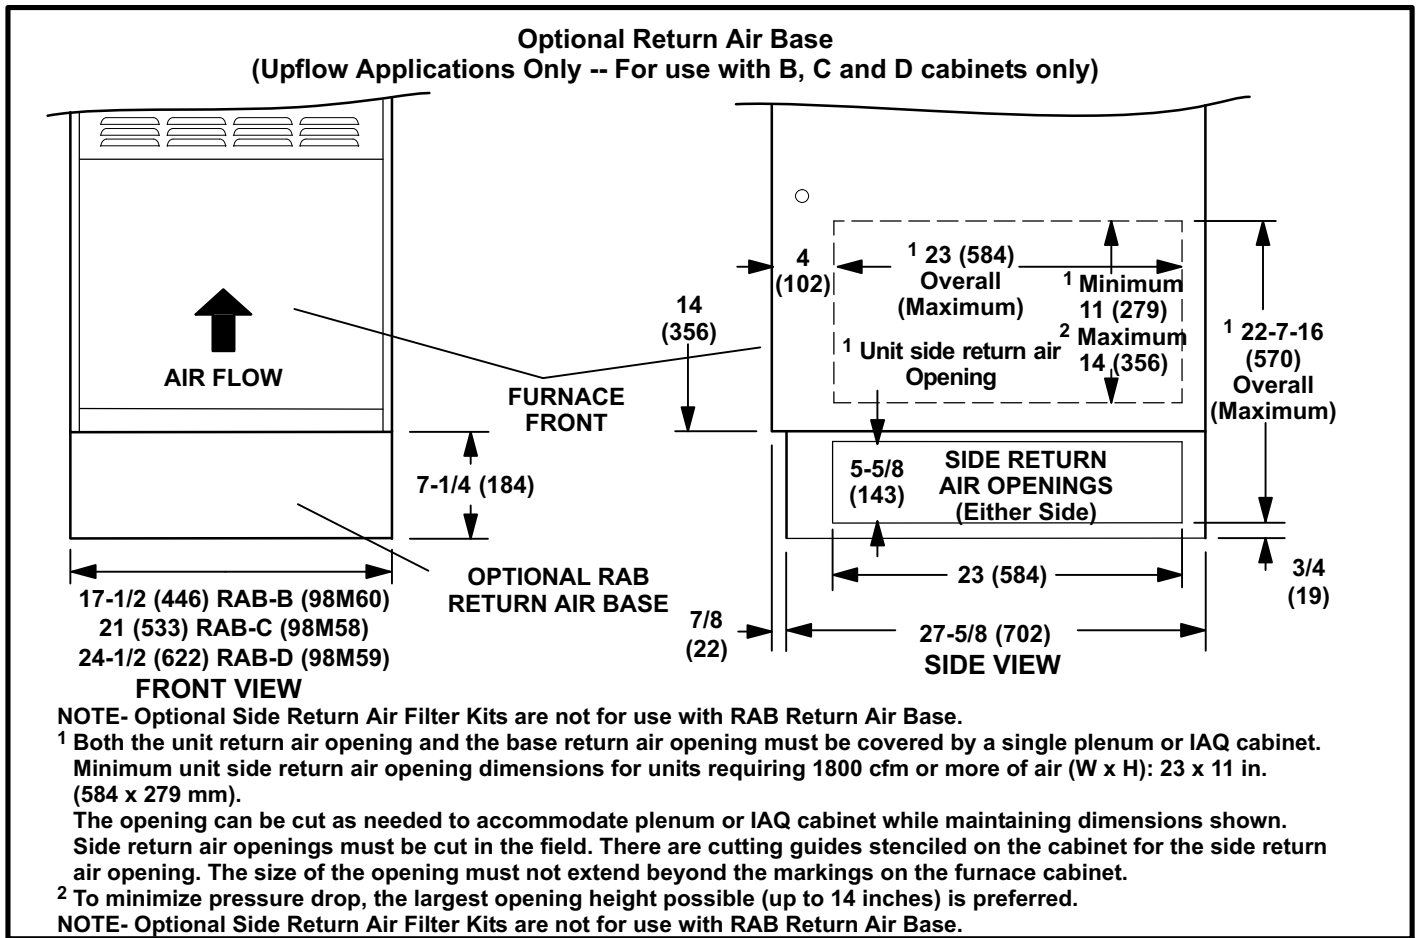 Optional Return Air Base
(Upflow Applications Only -- For use with B, C and D cabinets only)
AIR FLOW
FURNACE
FRONT
7-1/4 (184)
OPTIONAL RAB
RETURN AIR BASE
17-1/2 (446) RAB-B (98M60)
21 (533) RAB-C (98M58)
24-1/2 (622) RAB-D (98M59)
FRONT VIEW
14
(356)
4
(102)
1 23 (584)
Overall
(Maximum)
1 Minimum
11 (279)
2 Maximum
14 (356)
1 Unit side return air
Opening
1 22-7-16
(570)
Overall
(Maximum)
5-5/8
(143)
SIDE RETURN
AIR OPENINGS
(Either Side)
23 (584)
3/4
(19)
7/8
(22)
27-5/8 (702)
SIDE VIEW
NOTE- Optional Side Return Air Filter Kits are not for use with RAB Return Air Base.
1 Both the unit return air opening and the base return air opening must be covered by a single plenum or IAQ cabinet.
Minimum unit side return air opening dimensions for units requiring 1800 cfm or more of air (W x H): 23 x 11 in.
(584 x 279 mm).
The opening can be cut as needed to accommodate plenum or IAQ cabinet while maintaining dimensions shown.
Side return air openings must be cut in the field. There are cutting guides stenciled on the cabinet for the side return
air opening. The size of the opening must not extend beyond the markings on the furnace cabinet.
2 To minimize pressure drop, the largest opening height possible (up to 14 inches) is preferred.
NOTE- Optional Side Return Air Filter Kits are not for use with RAB Return Air Base.